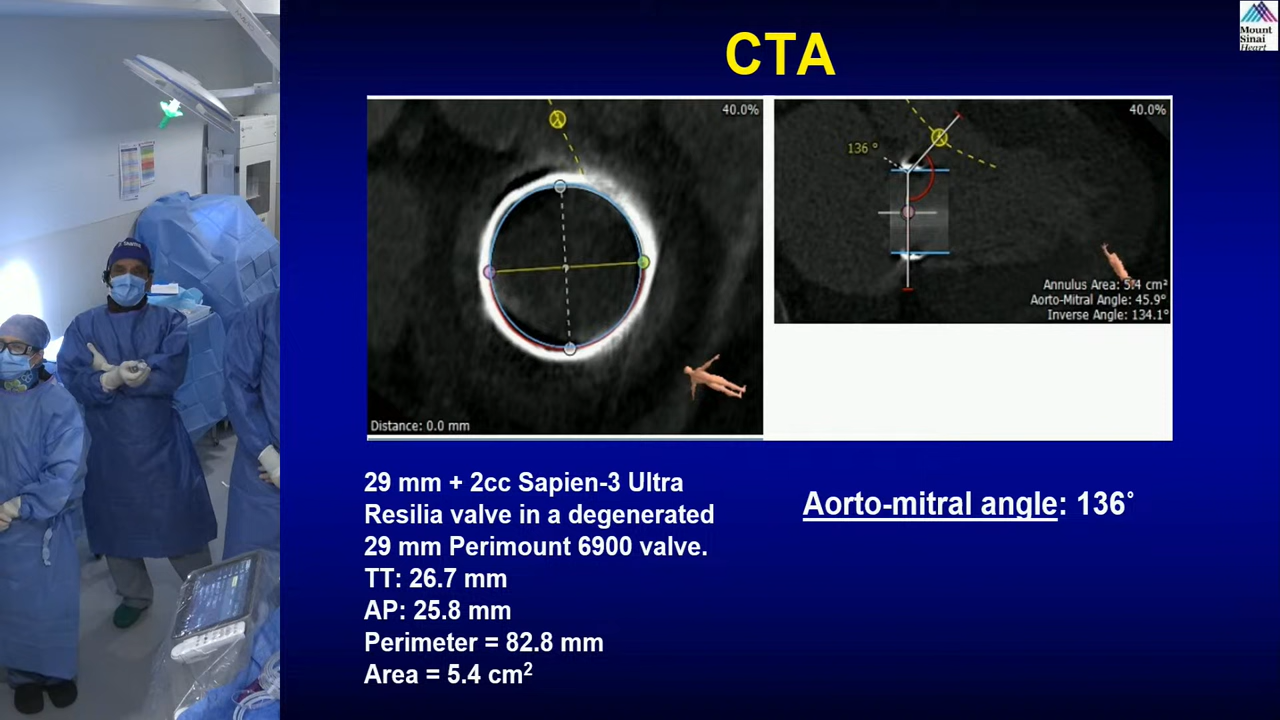 CTA
Mount
Sinai
Heart
40.0%
Distance: 0.0 mm
40.0%
136 °
Annulus Area: 5.4 cm²
Aorto-Mitral Angle: 45.9°
Inverse Angle: 134.1°
29 mm + 2cc Sapien-3 Ultra
Resilia valve in a degenerated
29 mm Perimount 6900 valve.
TT: 26.7 mm
AP: 25.8 mm
Perimeter = 82.8 mm
Area = 5.4 cm²
Aorto-mitral angle: 136°